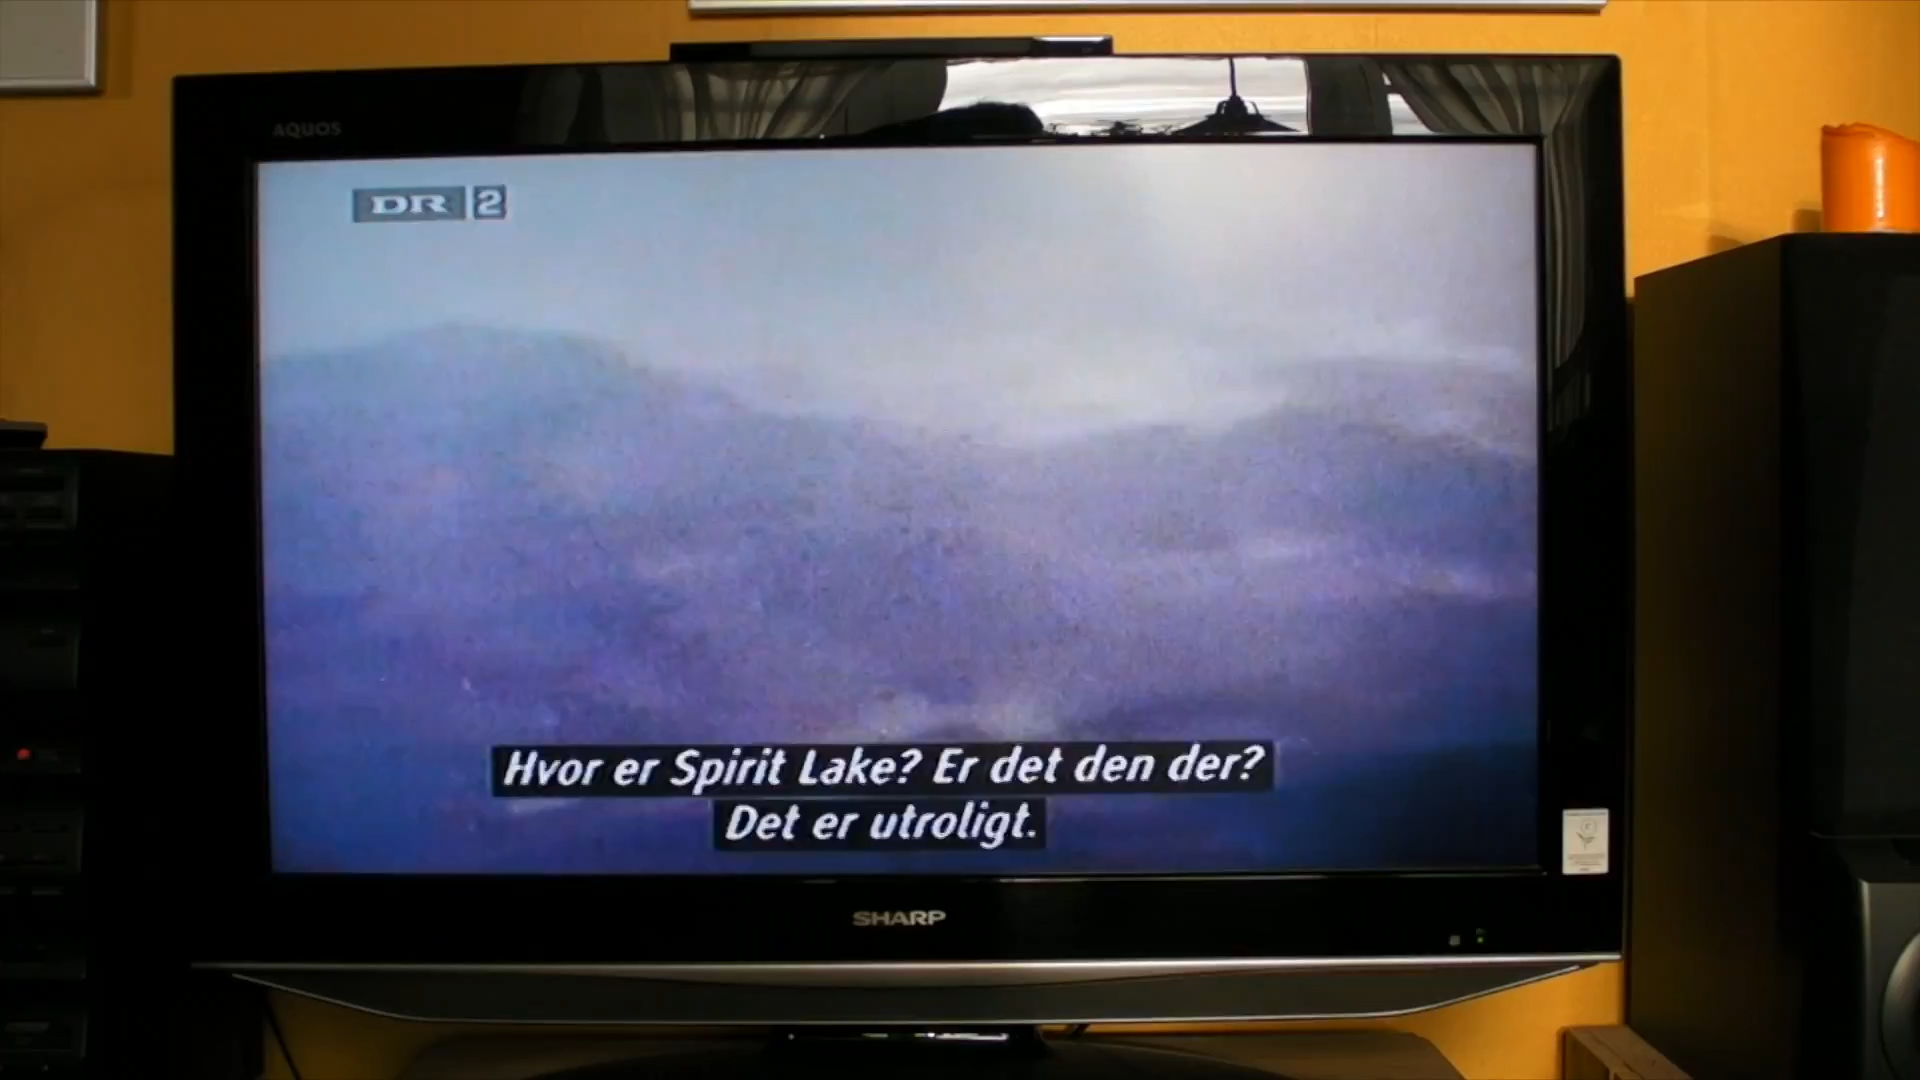 AQUOS
DR 2
Hvor er Spirit Lake? Er det den der?
Det er utroligt.
SHARP